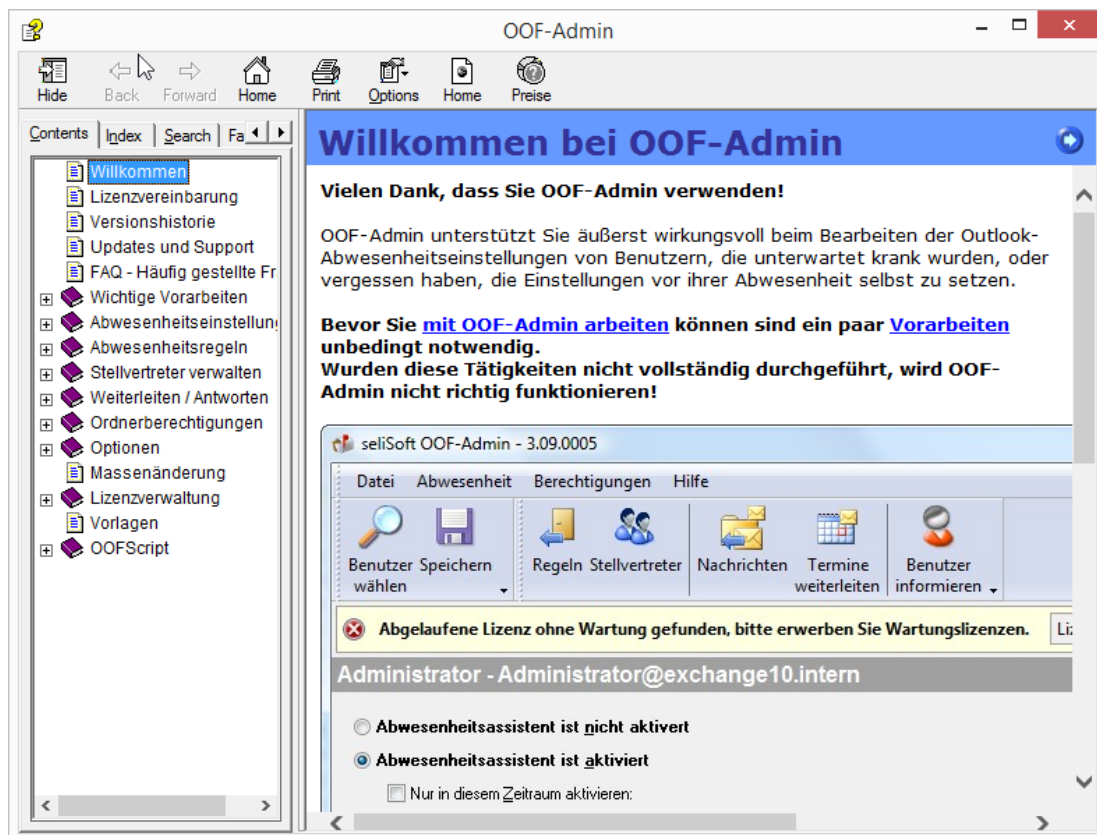 OOF-Admin
Hide Back Forward Home Print Options Home Preise
Contents Index Search Fa
Willkommen
Lizenzvereinbarung
Versionshistorie
Updates und Support
FAQ - Häufig gestellte Fr
Wichtige Vorarbeiten
Abwesenheitseinstellun
Abwesenheitsregeln
Stellvertreter verwalten
Weiterleiten / Antworten
Ordnerberechtigungen
Optionen
Massenänderung
Lizenzverwaltung
Vorlagen
OOFScript
Willkommen bei OOF-Admin
Vielen Dank, dass Sie OOF-Admin verwenden!
OOF-Admin unterstützt Sie äußerst wirkungsvoll beim Bearbeiten der Outlook-
Abwesenheitseinstellungen von Benutzern, die unterwartet krank wurden, oder
vergessen haben, die Einstellungen vor ihrer Abwesenheit selbst zu setzen.
Bevor Sie mit OOF-Admin arbeiten können sind ein paar Vorarbeiten
unbedingt notwendig.
Wurden diese Tätigkeiten nicht vollständig durchgeführt, wird OOF-
Admin nicht richtig funktionieren!
seliSoft OOF-Admin - 3.09.0005
Datei Abwesenheit Berechtigungen Hilfe
Benutzer Speichern Regeln Stellvertreter Nachrichten Termine Benutzer
wählen weiterleiten informieren
Abgelaufene Lizenz ohne Wartung gefunden, bitte erwerben Sie Wartungslizenzen. Liz
Administrator - Administrator@exchange10.intern
Abwesenheitsassistent ist nicht aktivert
Abwesenheitsassistent ist aktiviert
Nur in diesem Zeitraum aktivieren: